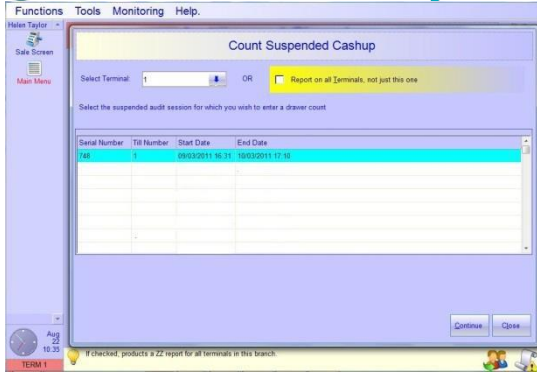 Functions Tools Monitoring Help.
Helen Taylor
Sale Screen
Main Menu
Count Suspended Cashup
Select Terminal: 1 OR Report on all Terminals, not just this one
Select the suspended audit session for which you wish to enter a drawer count
Serial Number Till Number Start Date End Date
746 1 09/03/2011 16.31 10/03/2011 17.10
Continue Close
Aug
22
10.35
TERM 1
If checked, products a ZZ report for all terminals in this branch.